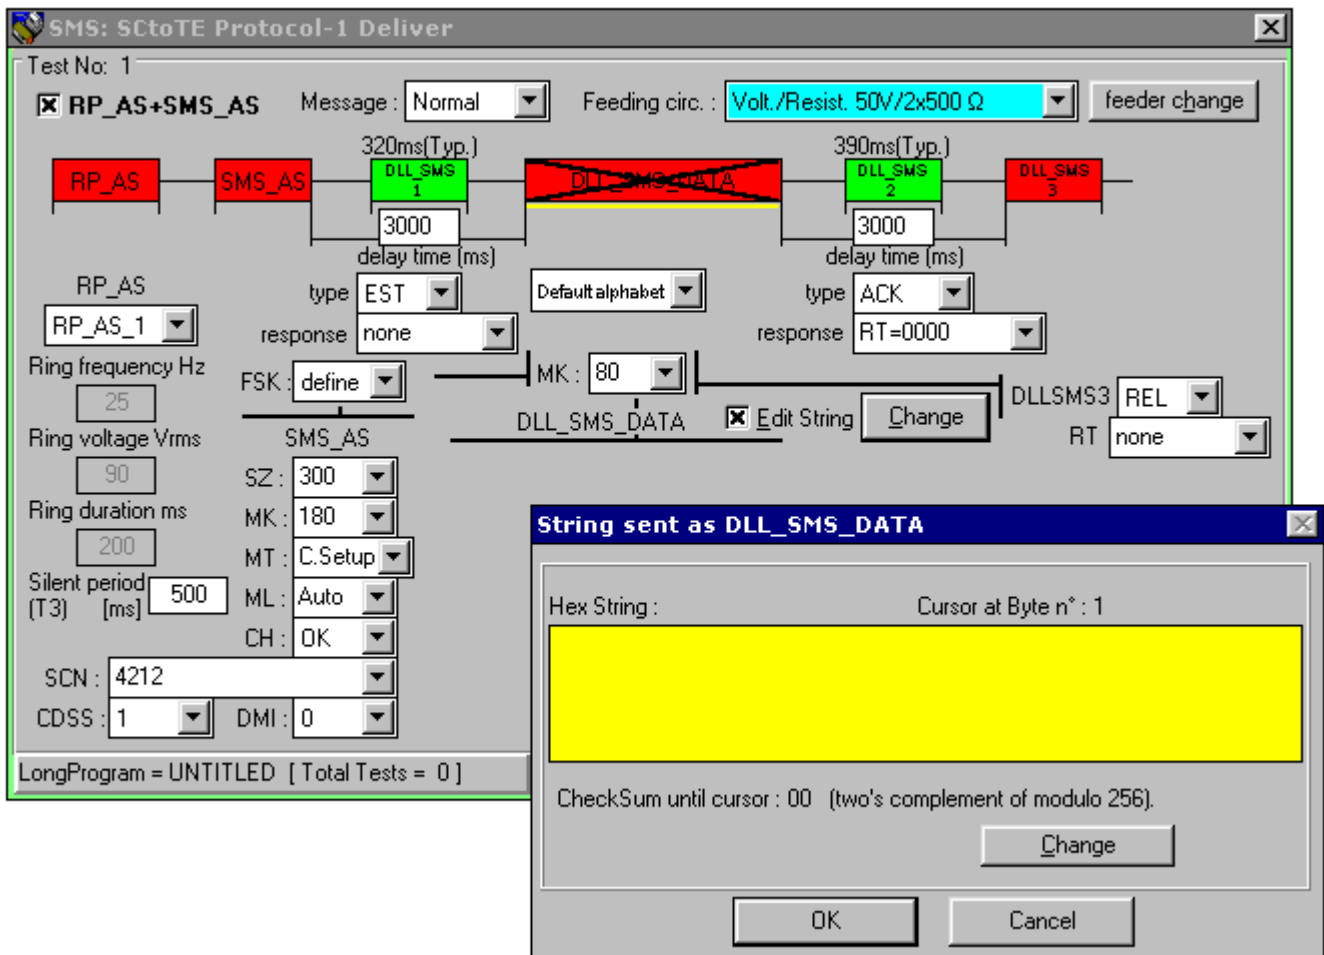 SMS: SCtoTE Protocol-1 Deliver
Test No: 1
RP_AS+SMS_AS Message : Normal Feeding circ. : Volt./Resist. 50V/2x500 Ω feeder change
320ms(Typ.) 390ms(Typ.)
RP_AS SMS_AS DLL_SMS 1 DLL_SMS_DATA DLL_SMS 2 DLL_SMS 3
3000 3000
delay time (ms) delay time (ms)
RP_AS type EST Default alphabet type ACK
RP_AS_1 response none response RT=0000
Ring frequency Hz FSK : define MK : 80 DLLSMS3 REL
25 DLL_SMS_DATA Edit String Change RT none
Ring voltage Vrms SMS_AS
90 SZ : 300
Ring duration ms MK : 180
200 MT : C.Setup
Silent period (T3) [ms] 500 ML : Auto
CH : OK
SCN : 4212
CDSS : 1 DMI : 0
LongProgram = UNTITLED [ Total Tests = 0 ]
String sent as DLL_SMS_DATA
Hex String : Cursor at Byte n° : 1
CheckSum until cursor : 00 (two's complement of modulo 256).
Change
OK Cancel